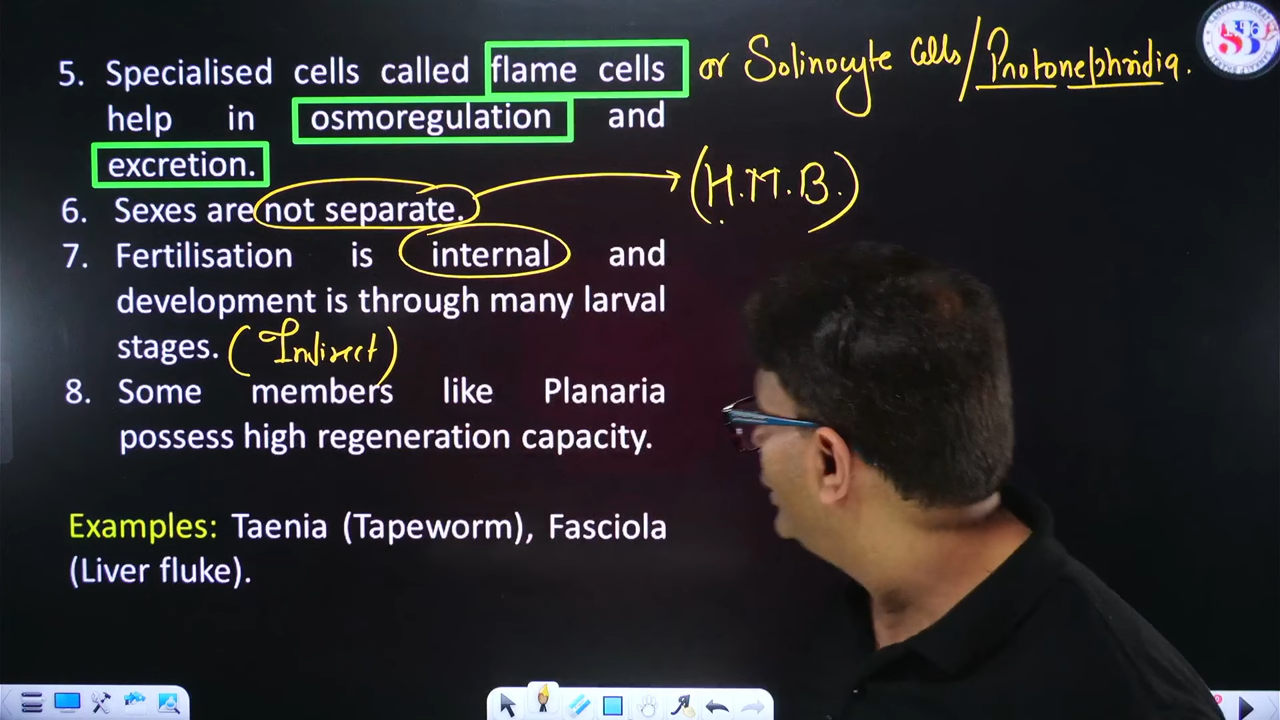 5. Specialised cells called flame cells or Solinocyte Cells/Protonephridia.
help in osmoregulation and
excretion.
6. Sexes are not separate. → (H.M.B.)
7. Fertilisation is internal and
development is through many larval
stages. (Indirect)
8. Some members like Planaria
possess high regeneration capacity.
Examples: Taenia (Tapeworm), Fasciola
(Liver fluke).